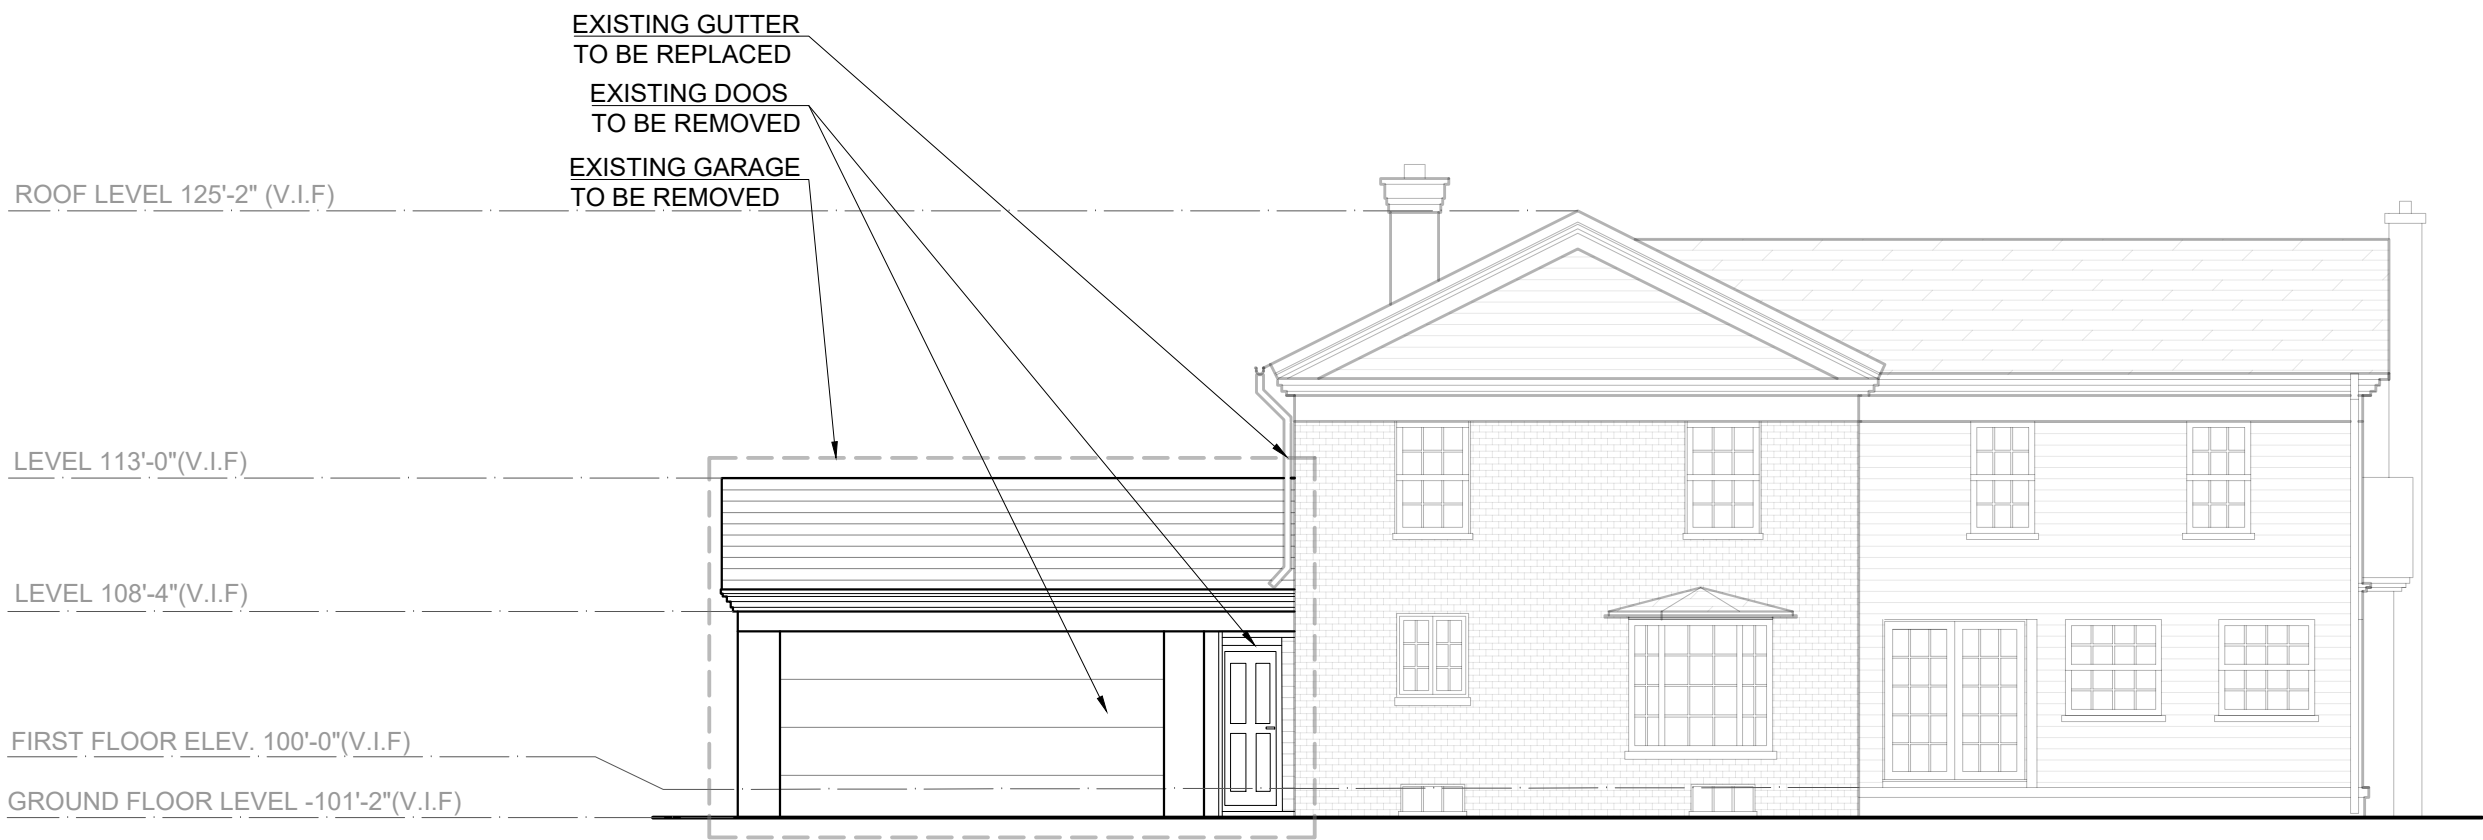 EXISTING GUTTER
TO BE REPLACED
EXISTING DOOS
TO BE REMOVED
EXISTING GARAGE
TO BE REMOVED
ROOF LEVEL 125'-2" (V.I.F)
LEVEL 113'-0"(V.I.F)
LEVEL 108'-4"(V.I.F)
FIRST FLOOR ELEV. 100'-0"(V.I.F)
GROUND FLOOR LEVEL -101'-2"(V.I.F)